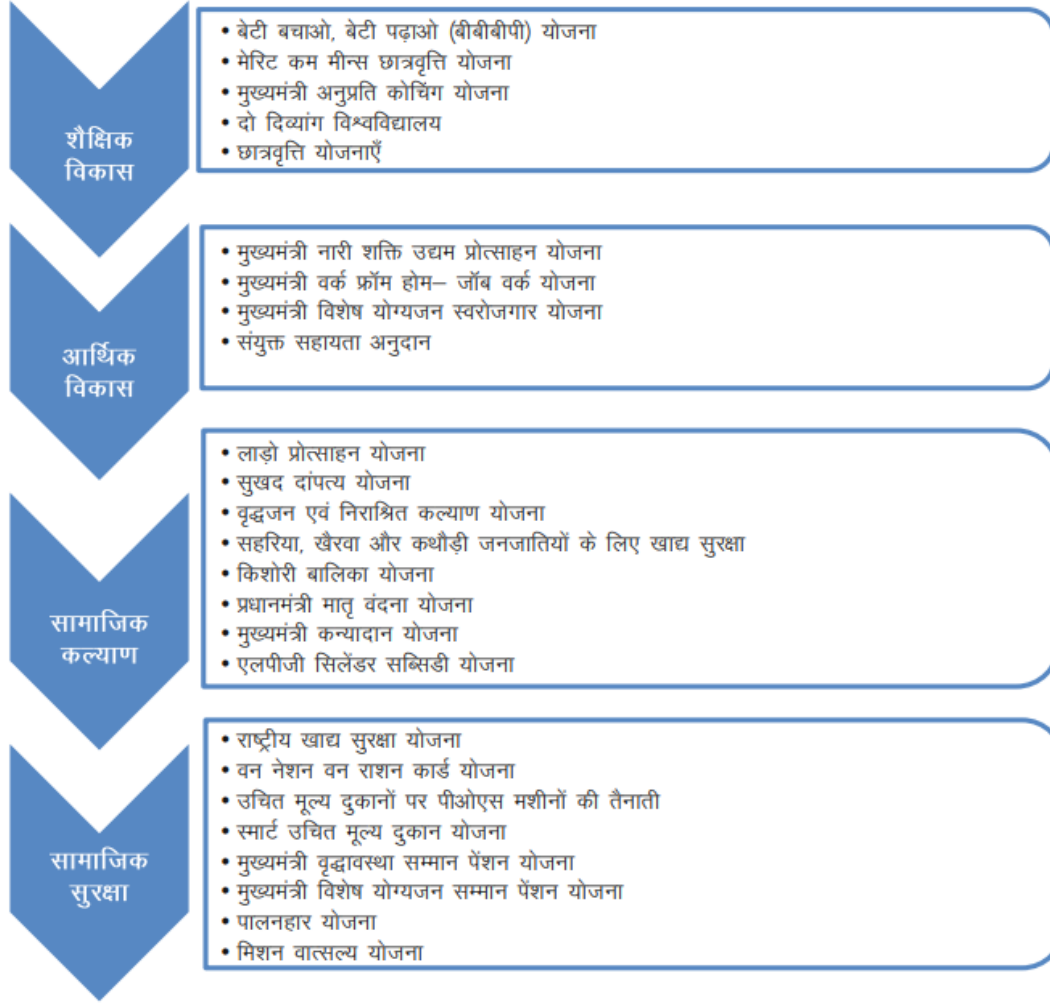 शैक्षिक
विकास
• बेटी बचाओ, बेटी पढ़ाओ (बीबीबीपी) योजना
• मेरिट कम मीन्स छात्रवृत्ति योजना
• मुख्यमंत्री अनुप्रति कोचिंग योजना
• दो दिव्यांग विश्वविद्यालय
• छात्रवृत्ति योजनाएँ
आर्थिक
विकास
• मुख्यमंत्री नारी शक्ति उद्यम प्रोत्साहन योजना
• मुख्यमंत्री वर्क फ्रॉम होम– जॉब वर्क योजना
• मुख्यमंत्री विशेष योग्यजन स्वरोजगार योजना
• संयुक्त सहायता अनुदान
सामाजिक
कल्याण
• लाड़ो प्रोत्साहन योजना
• सुखद दांपत्य योजना
• वृद्धजन एवं निराश्रित कल्याण योजना
• सहरिया, खैरवा और कथौड़ी जनजातियों के लिए खाद्य सुरक्षा
• किशोरी बालिका योजना
• प्रधानमंत्री मातृ वंदना योजना
• मुख्यमंत्री कन्यादान योजना
• एलपीजी सिलेंडर सब्सिडी योजना
सामाजिक
सुरक्षा
• राष्ट्रीय खाद्य सुरक्षा योजना
• वन नेशन वन राशन कार्ड योजना
• उचित मूल्य दुकानों पर पीओएस मशीनों की तैनाती
• स्मार्ट उचित मूल्य दुकान योजना
• मुख्यमंत्री वृद्धावस्था सम्मान पेंशन योजना
• मुख्यमंत्री विशेष योग्यजन सम्मान पेंशन योजना
• पालनहार योजना
• मिशन वात्सल्य योजना